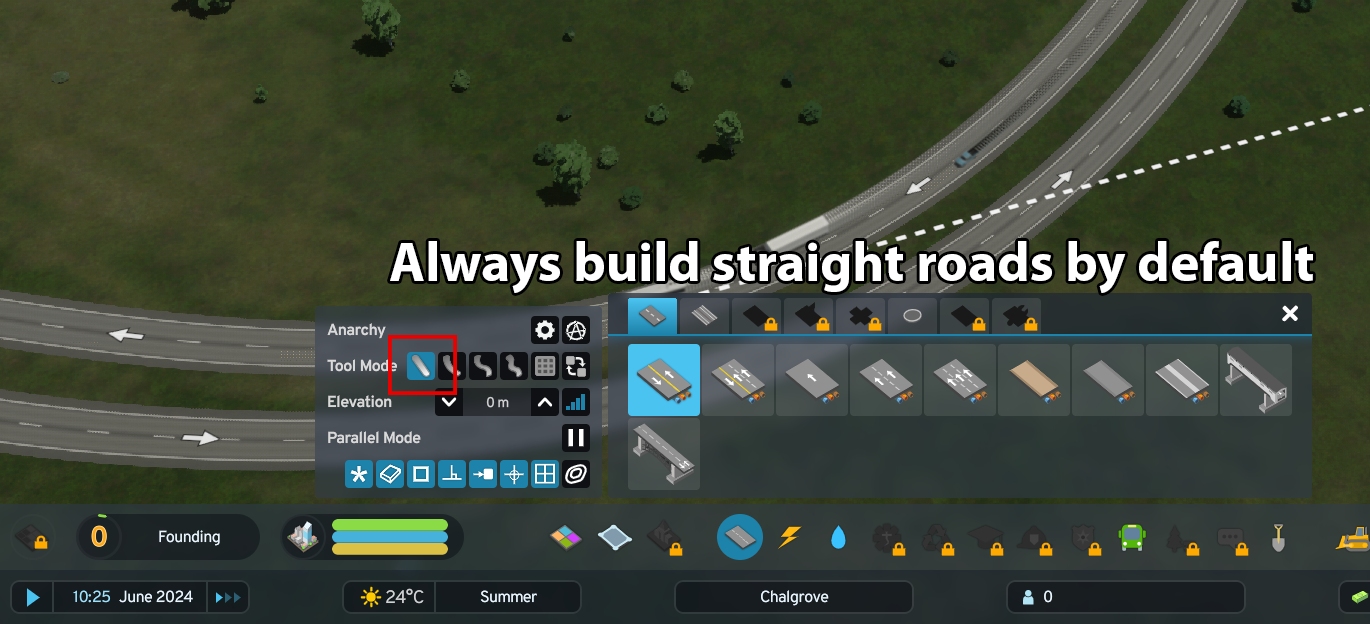 Always build straight roads by default
Anarchy
Tool Mode
Elevation
0 m
Parallel Mode
0
Founding
10:25 June 2024
24°C
Summer
Chalgrove
0